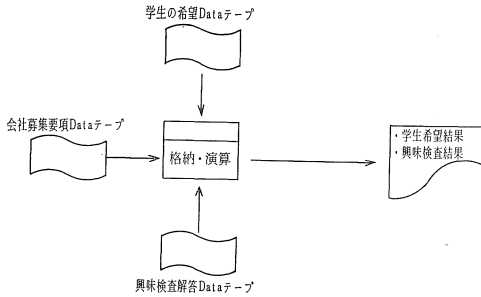 学生の希望Dataテープ
会社募集要項Dataテープ
格納・演算
・学生希望結果
・興味検査結果
興味検査解答Dataテープ